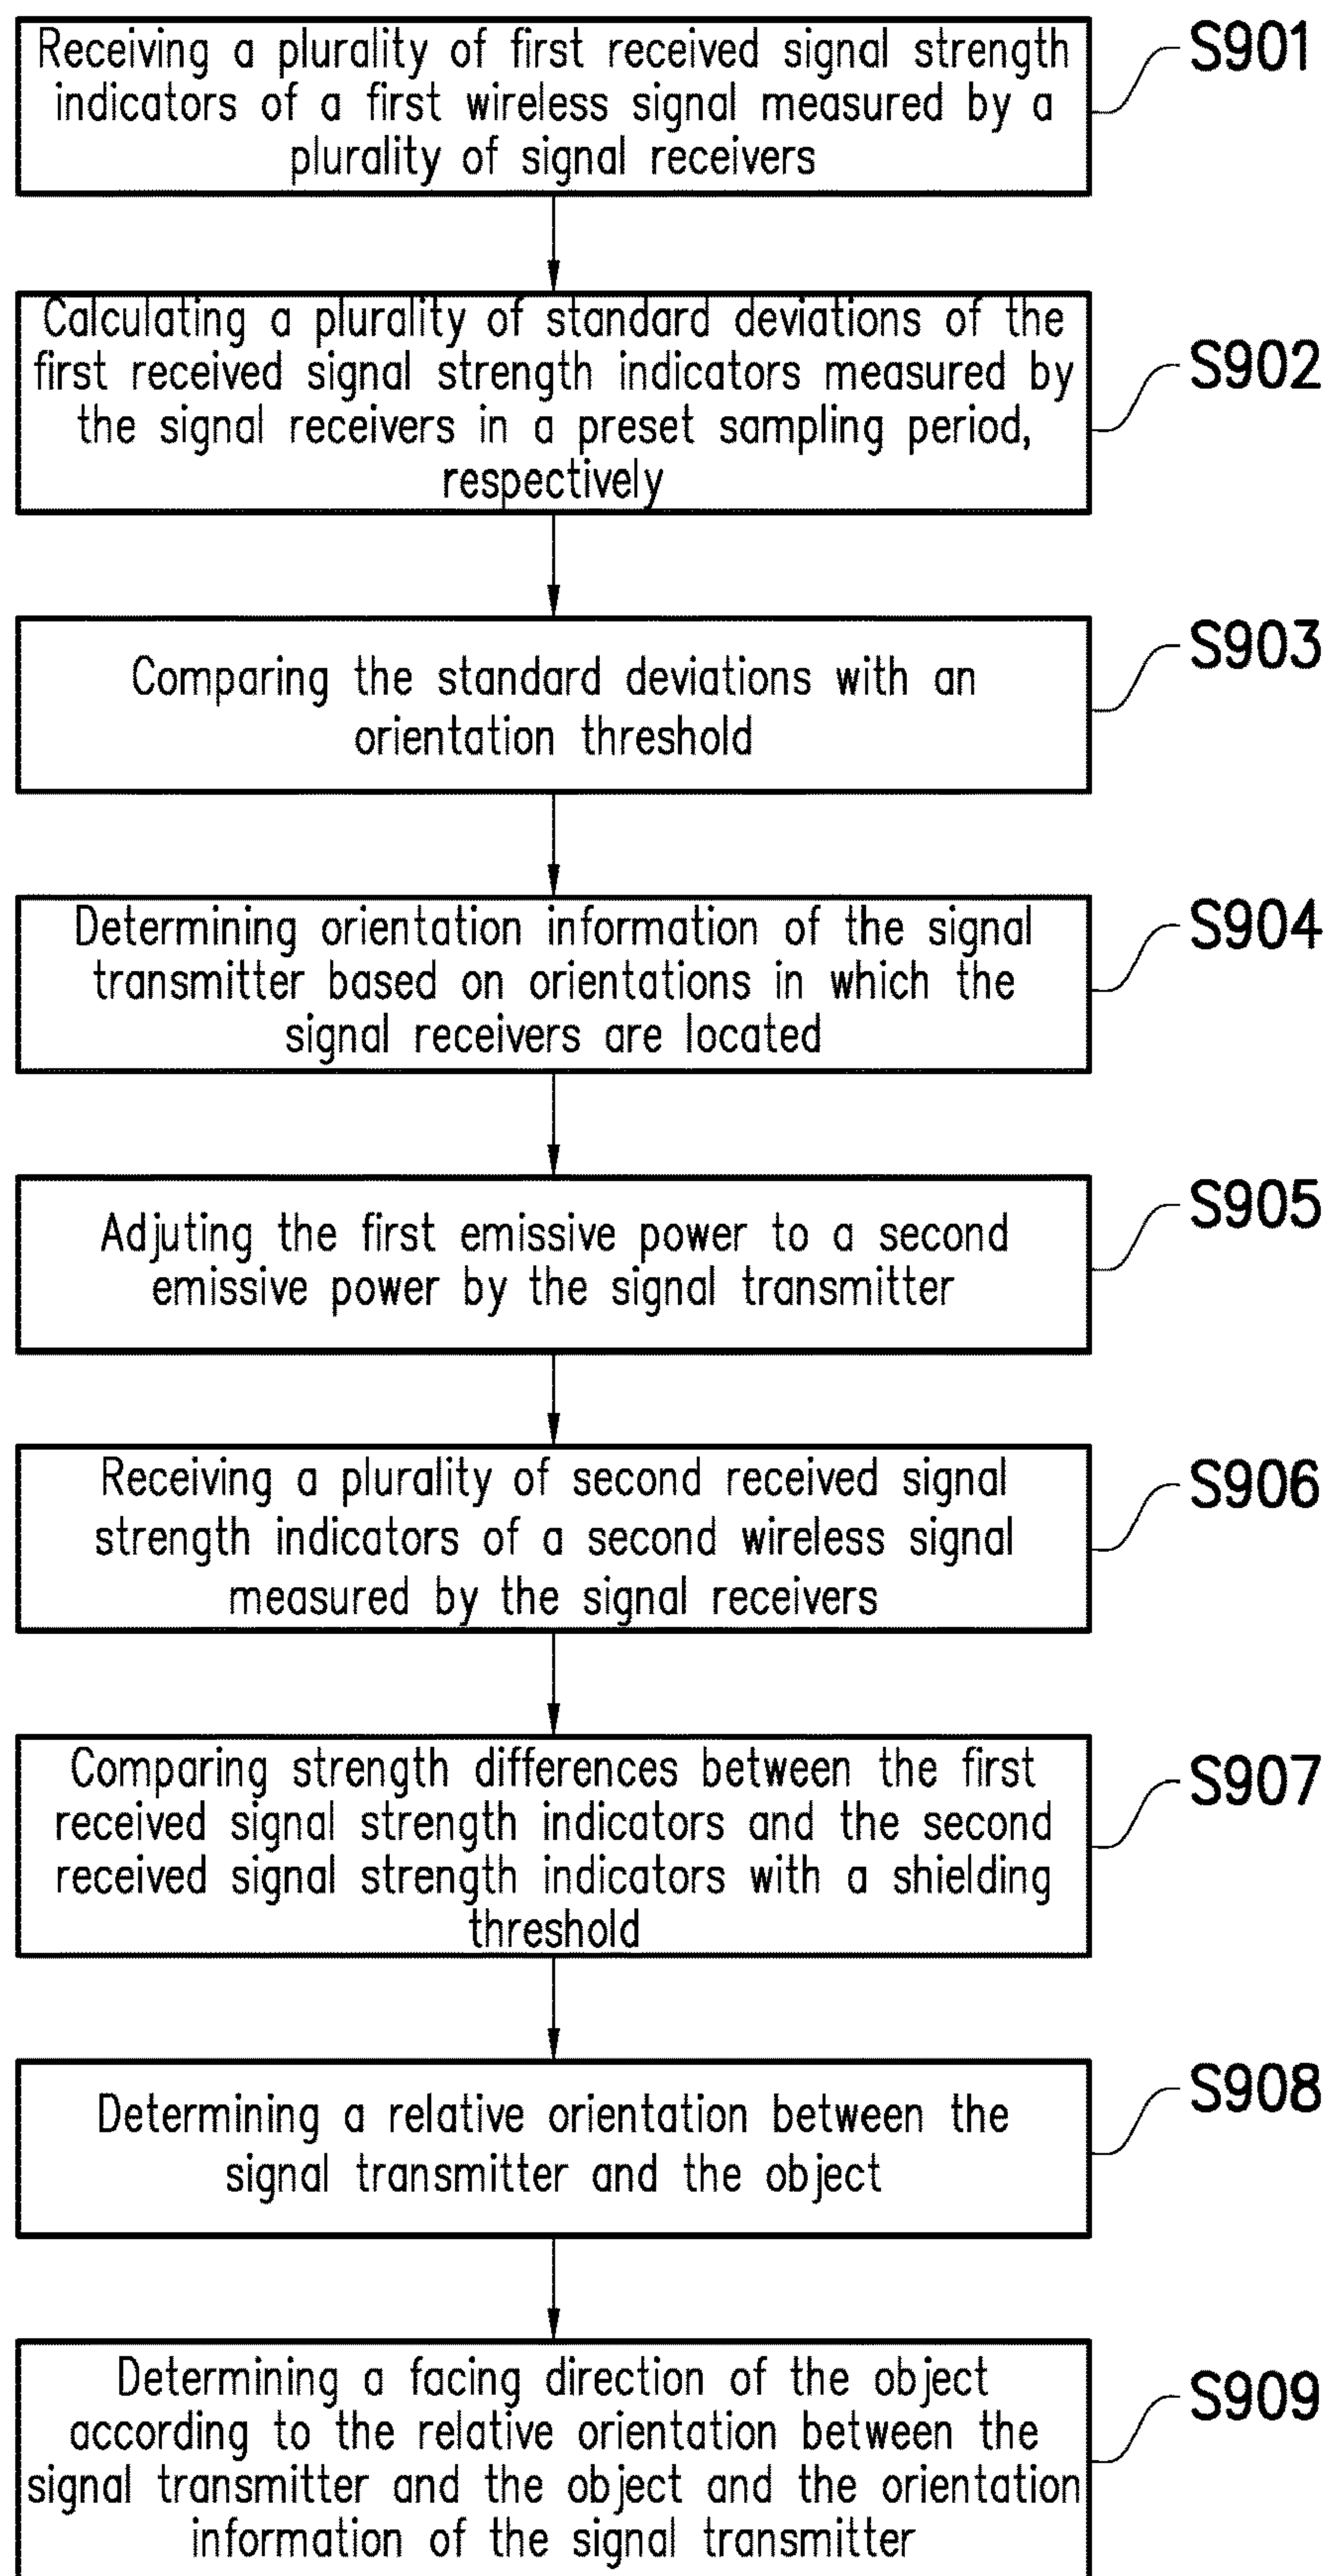 Receiving a plurality of first received signal strength
indicators of a first wireless signal measured by a
plurality of signal receivers
S901
Calculating a plurality of standard deviations of the
first received signal strength indicators measured by
the signal receivers in a preset sampling period,
respectively
S902
Comparing the standard deviations with an
orientation threshold
S903
Determining orientation information of the signal
transmitter based on orientations in which the
signal receivers are located
S904
Adjuting the first emissive power to a second
emissive power by the signal transmitter
S905
Receiving a plurality of second received signal
strength indicators of a second wireless signal
measured by the signal receivers
S906
Comparing strength differences between the first
received signal strength indicators and the second
received signal strength indicators with a shielding
threshold
S907
Determining a relative orientation between the
signal transmitter and the object
S908
Determining a facing direction of the object
according to the relative orientation between the
signal transmitter and the object and the orientation
information of the signal transmitter
S909